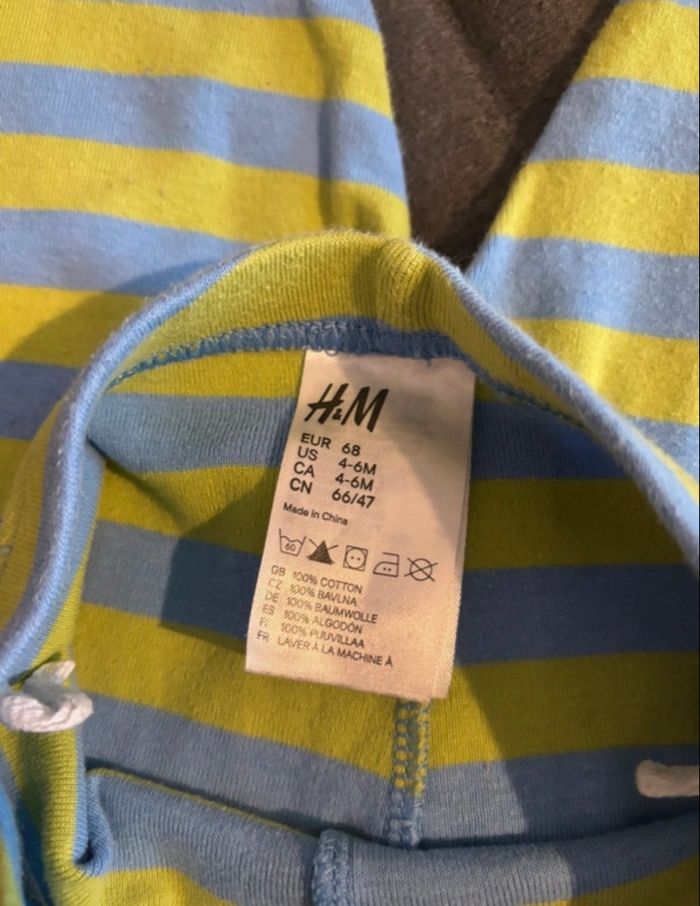 H&M
EUR 68
US 4-6M
CA 4-6M
CN 66/47
Made in China
60
GB 100% COTTON
CZ 100% BAVLNA
DE 100% BAUMWOLLE
ES 100% ALGODÓN
FI 100% PUUVILLAA
FR LAVER À LA MACHINE À